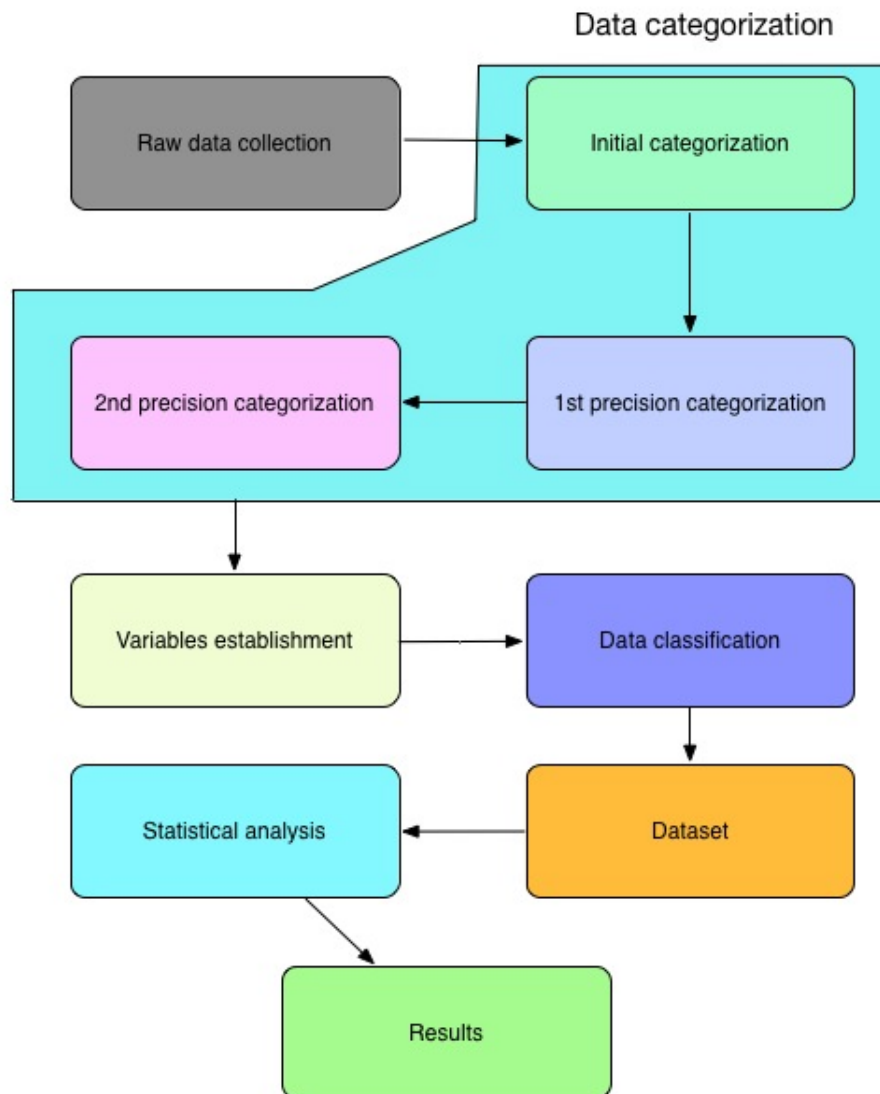 Data categorization
Raw data collection
Initial categorization
2nd precision categorization
1st precision categorization
Variables establishment
Data classification
Statistical analysis
Dataset
Results